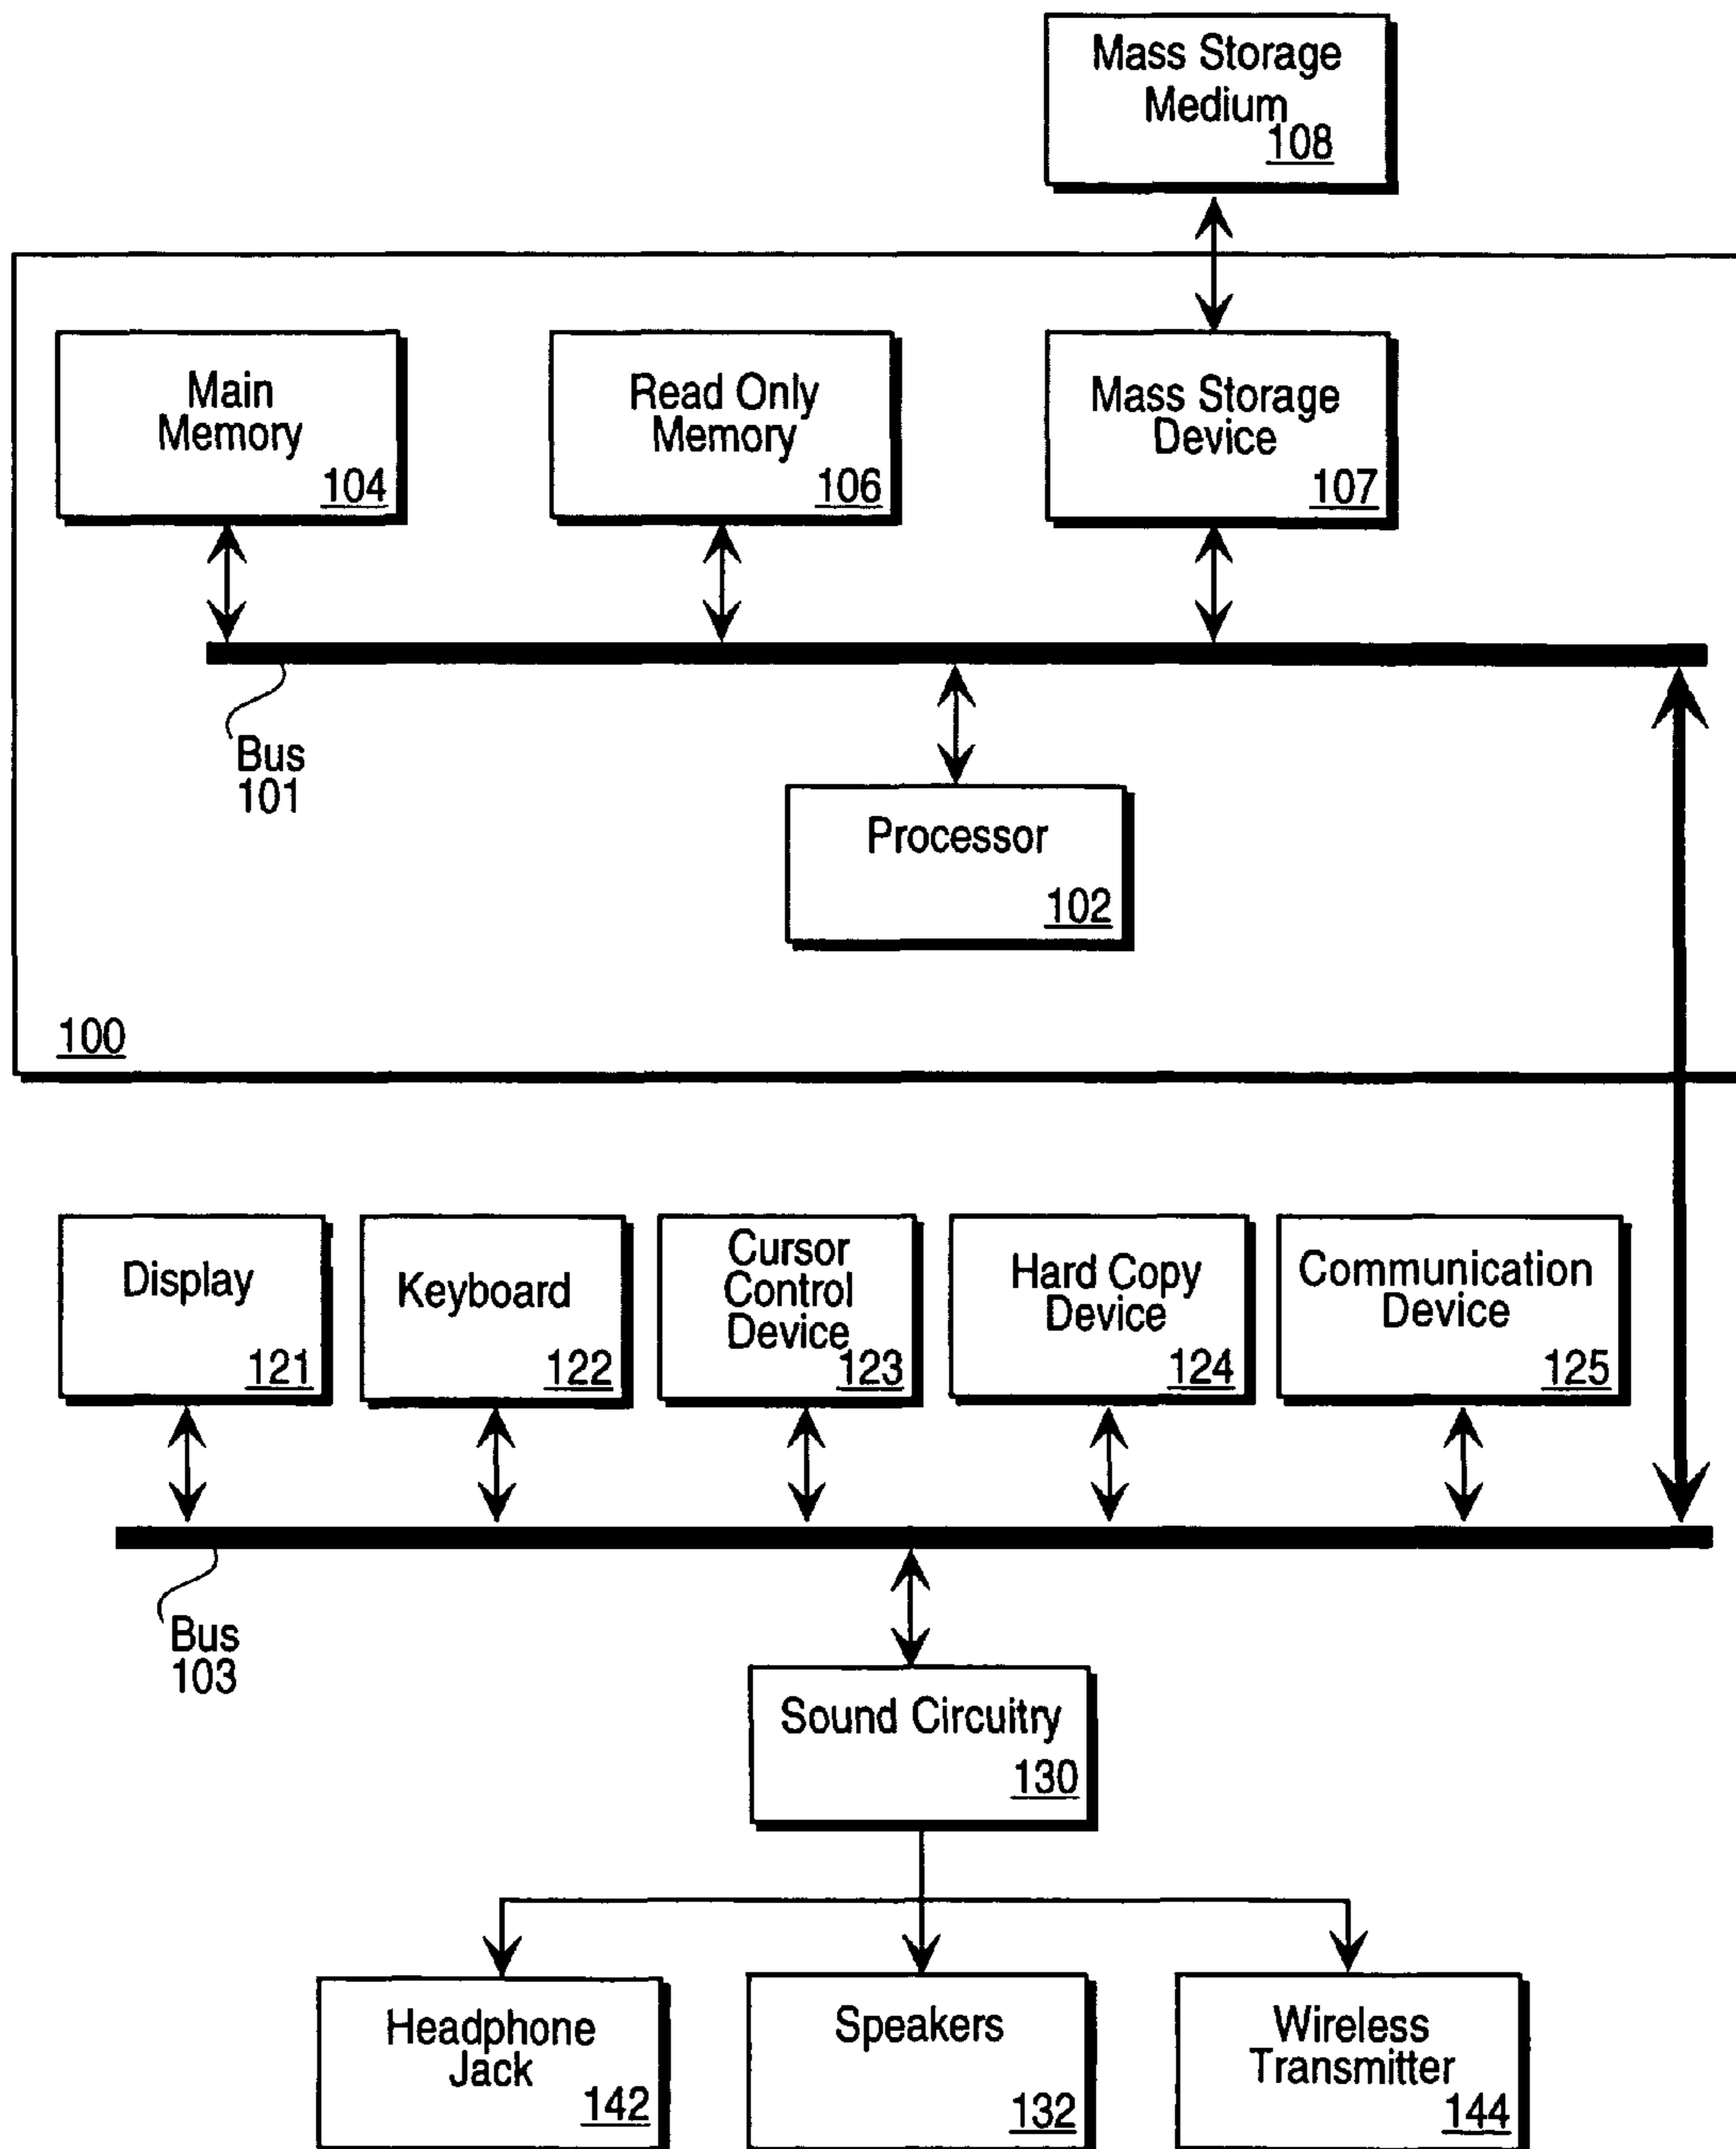 Mass Storage
Medium
108
Main
Memory
104
Read Only
Memory
106
Mass Storage
Device
107
Bus
101
Processor
102
100
Display
121
Keyboard
122
Cursor
Control
Device
123
Hard Copy
Device
124
Communication
Device
125
Bus
103
Sound Circuitry
130
Headphone
Jack
142
Speakers
132
Wireless
Transmitter
144